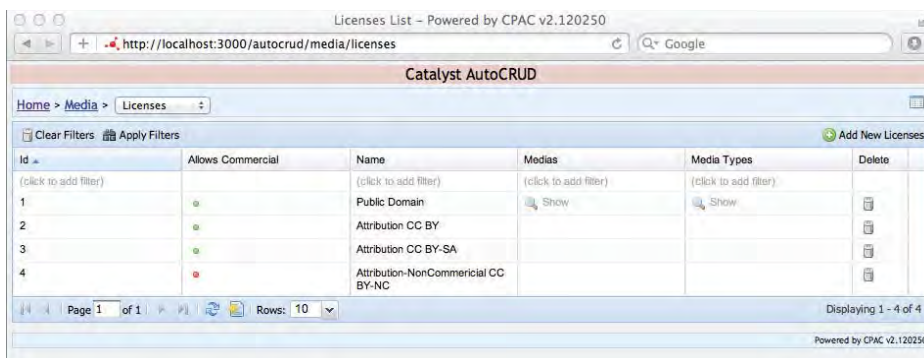 Licenses List – Powered by CPAC v2.120250
http://localhost:3000/autocrud/media/licenses
Google
Catalyst AutoCRUD
Home > Media > Licenses
Clear Filters Apply Filters Add New Licenses
Id Allows Commercial Name Medias Media Types Delete
(click to add filter) (click to add filter) (click to add filter) (click to add filter)
1 Public Domain Show Show
2 Attribution CC BY
3 Attribution CC BY-SA
4 Attribution-NonCommericial CC
BY-NC
Page 1 of 1 Rows: 10 Displaying 1 - 4 of 4
Powered by CPAC v2.120250